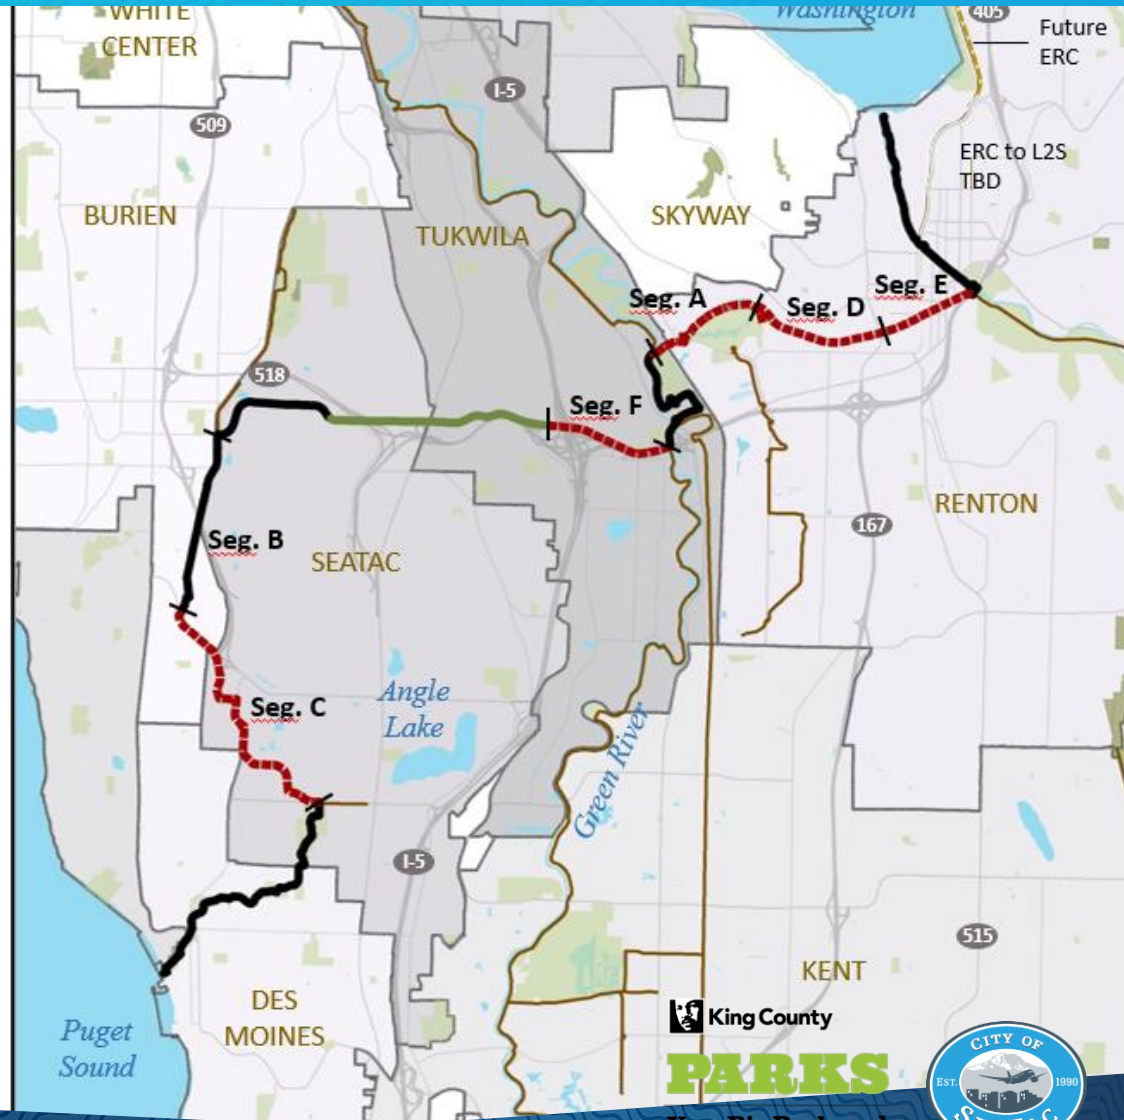 WHITE
CENTER
Washington
405
Future
ERC
I-5
509
ERC to L2S
TBD
BURIEN
SKYWAY
TUKWILA
Seg. E
Seg. A
Seg. D
518
Seg. F
RENTON
167
Seg. B
SEATAC
Angle
Lake
Seg. C
Green River
I-5
515
KENT
DES
MOINES
King County
PARKS
Puget
Sound
CITY OF
EST.
1990